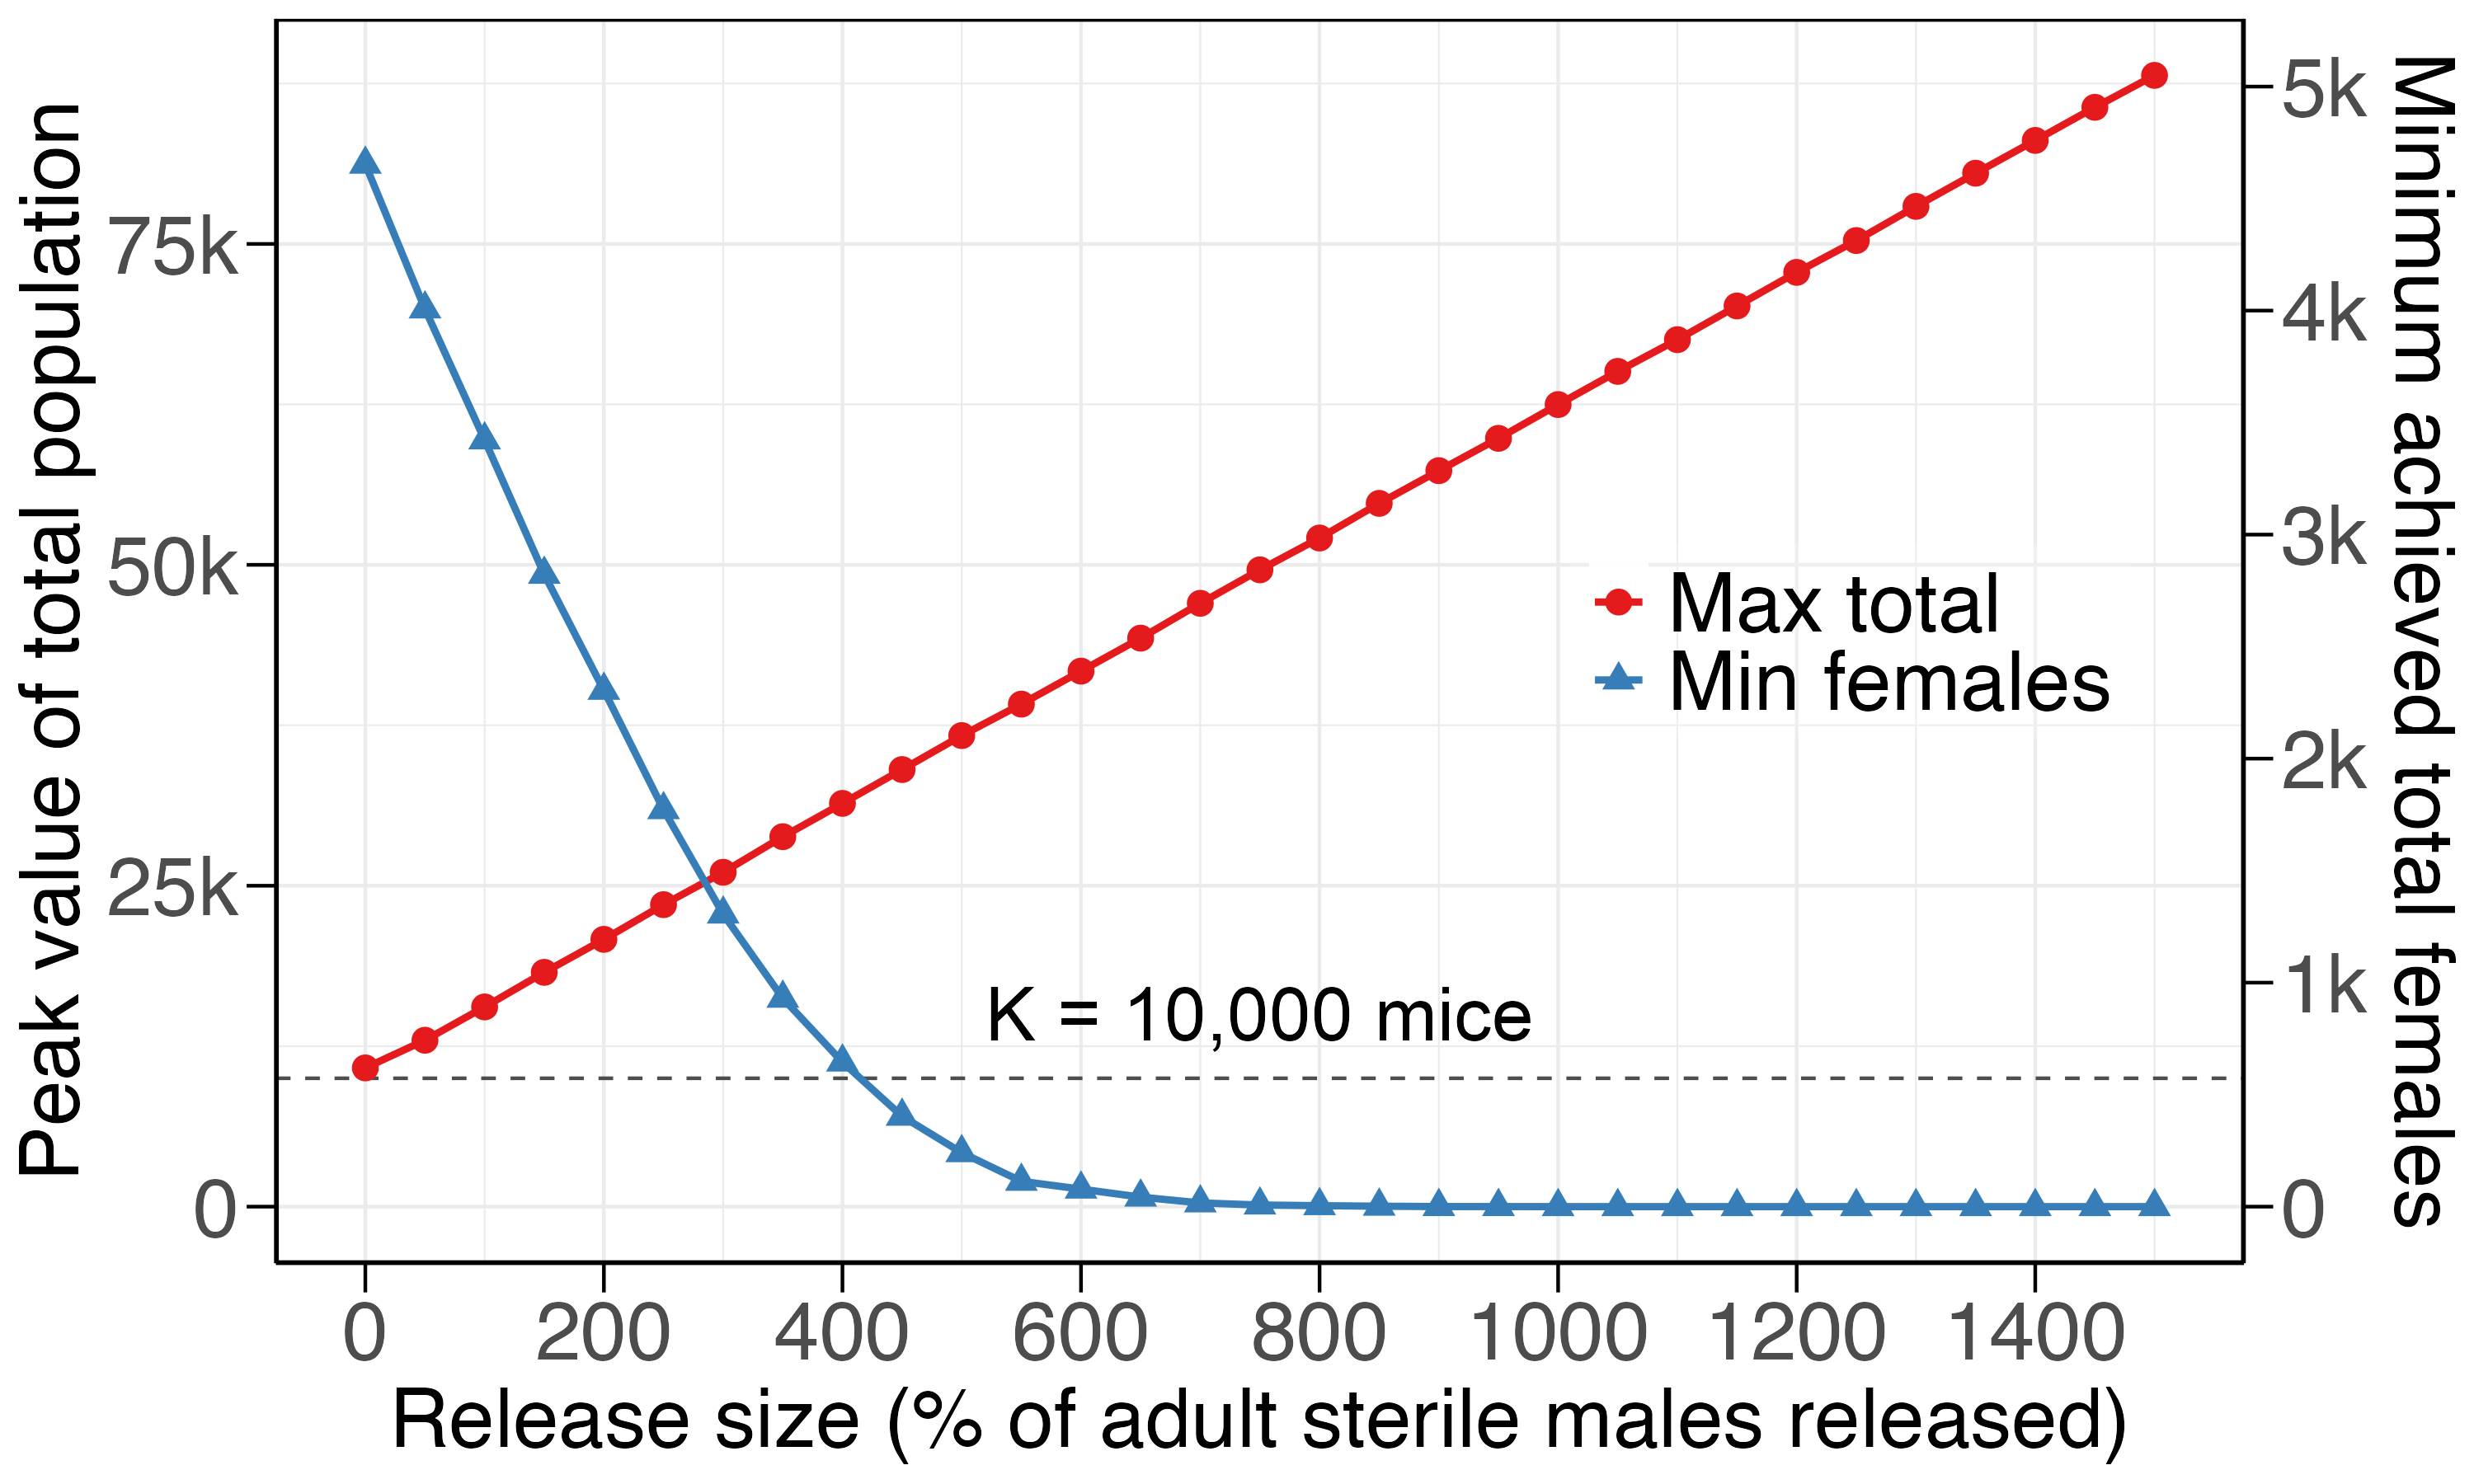 Peak value of total population
75k
50k
25k
0
5k
4k
3k
2k
1k
0
Minimum achieved total females
Max total
Min females
K = 10,000 mice
0 200 400 600 800 1000 1200 1400
Release size (% of adult sterile males released)